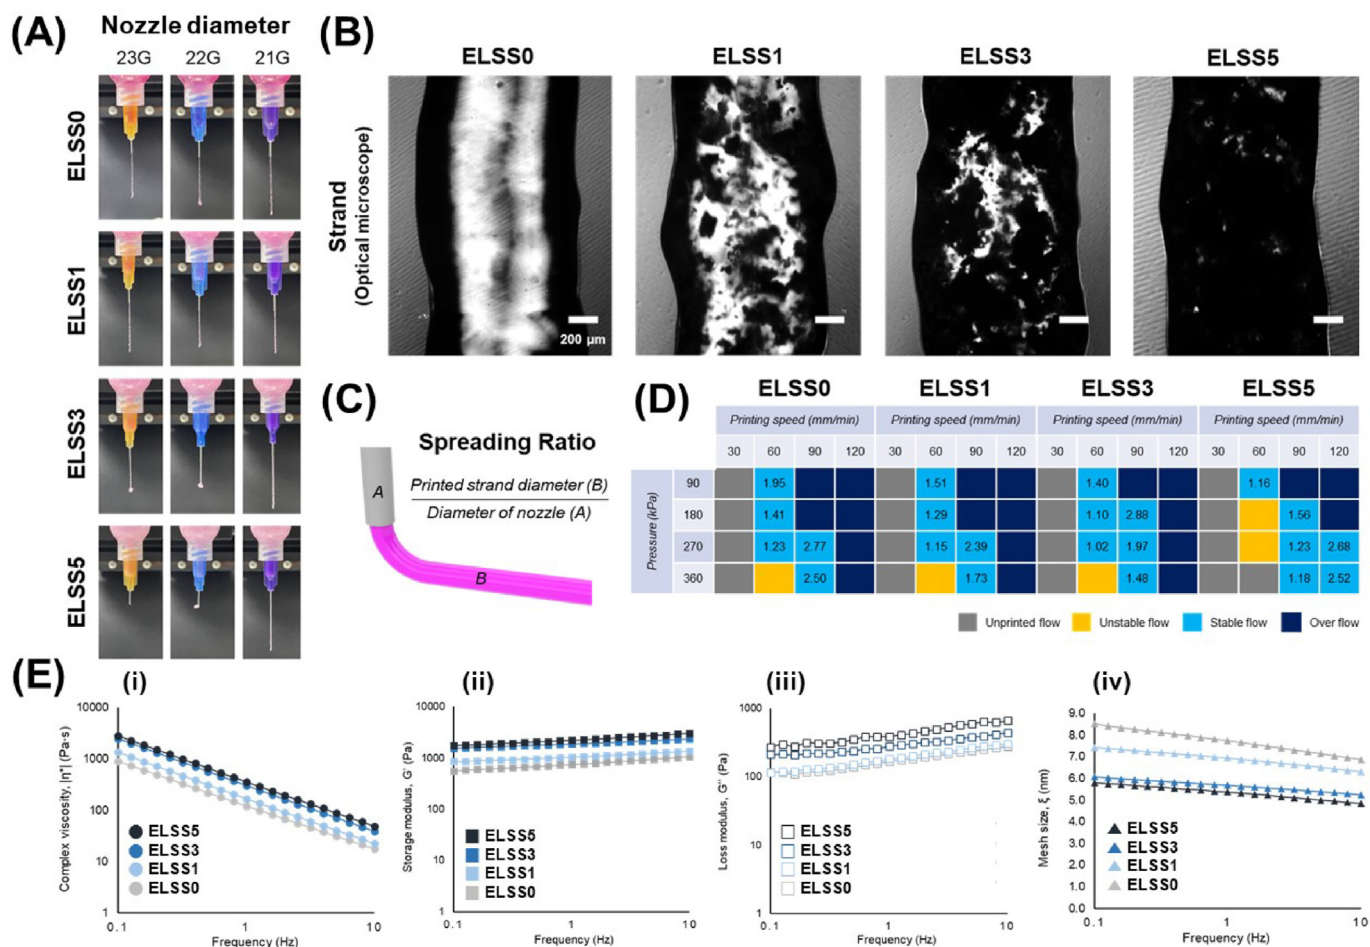 (A)
Nozzle diameter
23G 22G 21G
ELSS0
ELSS1
ELSS3
ELSS5
(B)
ELSS0 ELSS1 ELSS3 ELSS5
Strand
(Optical microscope)
200 µm
(C)
Spreading Ratio
Printed strand diameter (B)
Diameter of nozzle (A)
A
B
(D)
ELSS0 ELSS1 ELSS3 ELSS5
Printing speed (mm/min) Printing speed (mm/min) Printing speed (mm/min) Printing speed (mm/min)
30 60 90 120 30 60 90 120 30 60 90 120 30 60 90 120
Pressure (kPa)
90 1.95 1.51 1.40 1.16
180 1.41 1.29 1.10 2.88 1.56
270 1.23 2.77 1.15 2.39 1.02 1.97 1.23 2.68
360 2.50 1.73 1.48 1.18 2.52
Unprinted flow Unstable flow Stable flow Over flow
(E)
(i)
Complex viscosity, |η*| (Pa·s)
10000
1000
100
10
1
ELSS5
ELSS3
ELSS1
ELSS0
0.1 1 10
Frequency (Hz)
(ii)
Storage modulus, G' (Pa)
10000
1000
100
10
1
ELSS5
ELSS3
ELSS1
ELSS0
0.1 1 10
Frequency (Hz)
(iii)
Loss modulus, G'' (Pa)
1000
100
10
1
ELSS5
ELSS3
ELSS1
ELSS0
0.1 1 10
Frequency (Hz)
(iv)
Mesh size, ξ (nm)
9.0
8.0
7.0
6.0
5.0
4.0
3.0
2.0
1.0
0.0
ELSS5
ELSS3
ELSS1
ELSS0
0.1 1 10
Frequency (Hz)